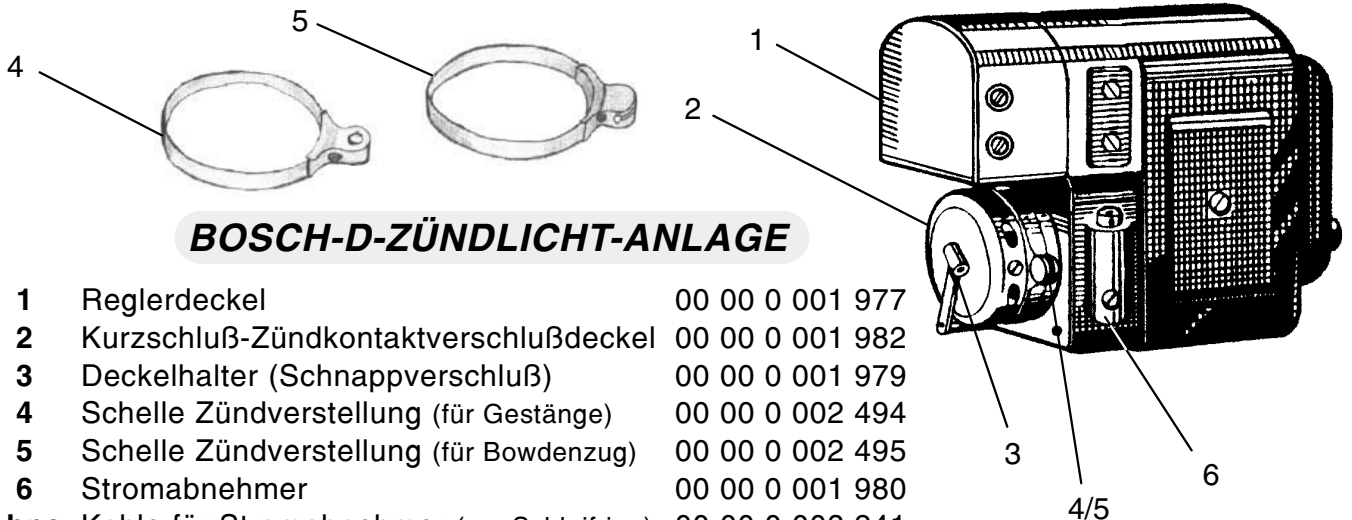 5
4
1
2
BOSCH-D-ZÜNDLICHT-ANLAGE
1 Reglerdeckel 00 00 0 001 977
2 Kurzschluß-Zündkontaktverschlußdeckel 00 00 0 001 982
3 Deckelhalter (Schnappverschluß) 00 00 0 001 979
4 Schelle Zündverstellung (für Gestänge) 00 00 0 002 494
5 Schelle Zündverstellung (für Bowdenzug) 00 00 0 002 495
6 Stromabnehmer 00 00 0 001 980
3
6
4/5